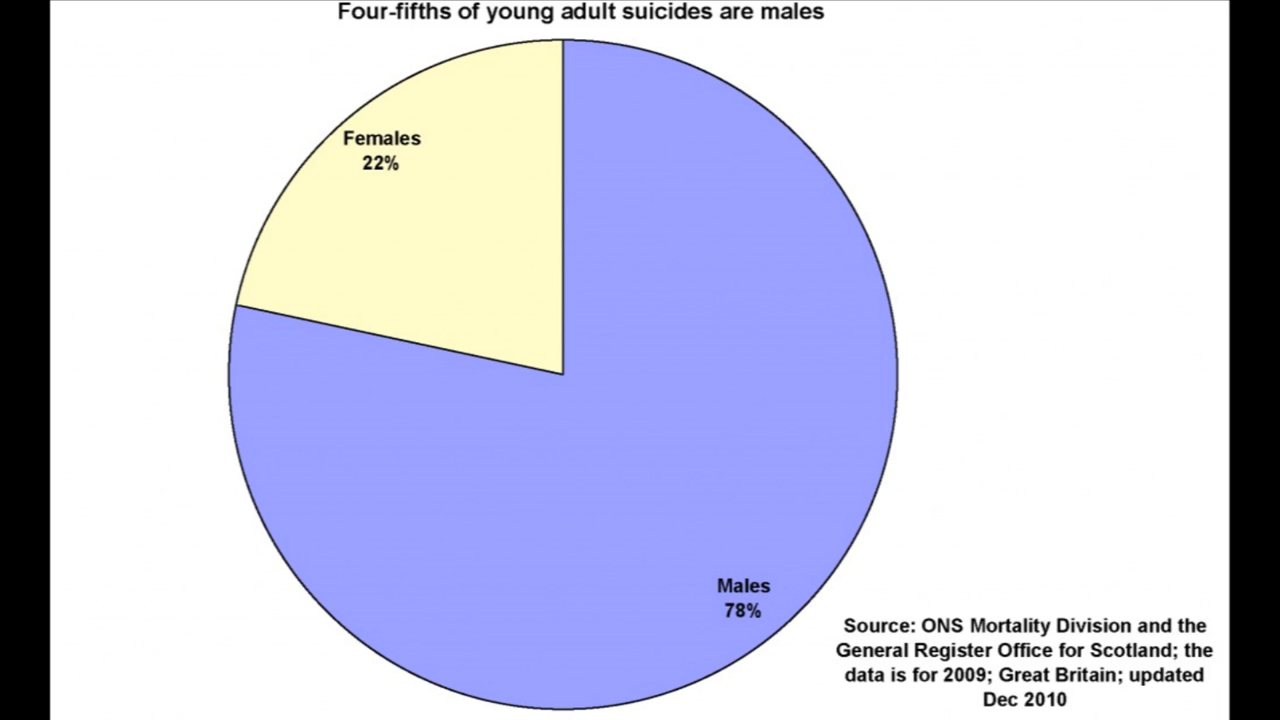 Four-fifths of young adult suicides are males
Females
22%
Males
78%
Source: ONS Mortality Division and the
General Register Office for Scotland; the
data is for 2009; Great Britain; updated
Dec 2010